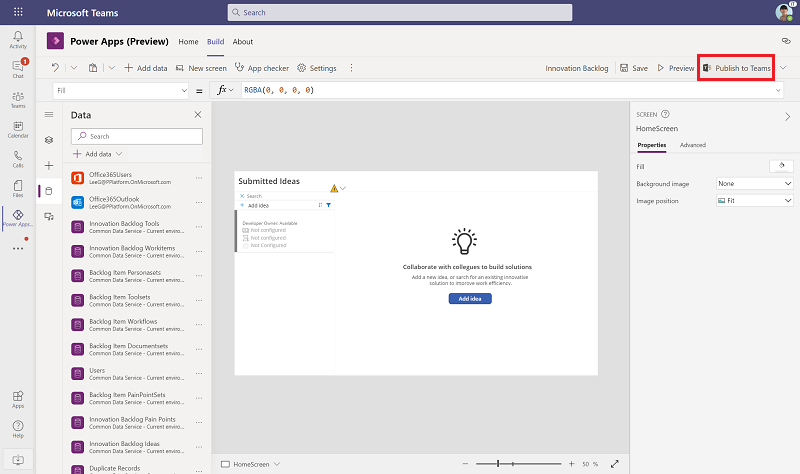 Microsoft Teams
Search
Activity
Chat
1
Teams
Calendar
Calls
Files
Power Apps...
Apps
Help
Power Apps (Preview)
Home
Build
About
Add data
New screen
App checker
Settings
Innovation Backlog
Save
Preview
Publish to Teams
Fill
=
fx
RGBA(0, 0, 0, 0)
Data
Search
Add data
Office365Users
LeeG@PPlatform.OnMicrosoft.com
Office365Outlook
LeeG@PPlatform.OnMicrosoft.com
Innovation Backlog Tools
Common Data Service - Current enviro...
Innovation Backlog Workitems
Common Data Service - Current enviro...
Backlog Item Personasets
Common Data Service - Current enviro...
Backlog Item Toolsets
Common Data Service - Current enviro...
Backlog Item Workflows
Common Data Service - Current enviro...
Backlog Item Documentsets
Common Data Service - Current enviro...
Users
Common Data Service - Current enviro...
Backlog Item PainPointSets
Common Data Service - Current enviro...
Innovation Backlog Pain Points
Common Data Service - Current enviro...
Innovation Backlog Ideas
Common Data Service - Current enviro...
Duplicate Records
Submitted Ideas
Search
Add idea
Developer Owner: Available
Not configured
Not configured
Not Configured
Collaborate with collegues to build solutions
Add a new idea, or sarch for an existing innovative
solution to improve work efficiency.
Add idea
HomeScreen
50 %
SCREEN
HomeScreen
Properties
Advanced
Fill
Background image
None
Image position
Fit